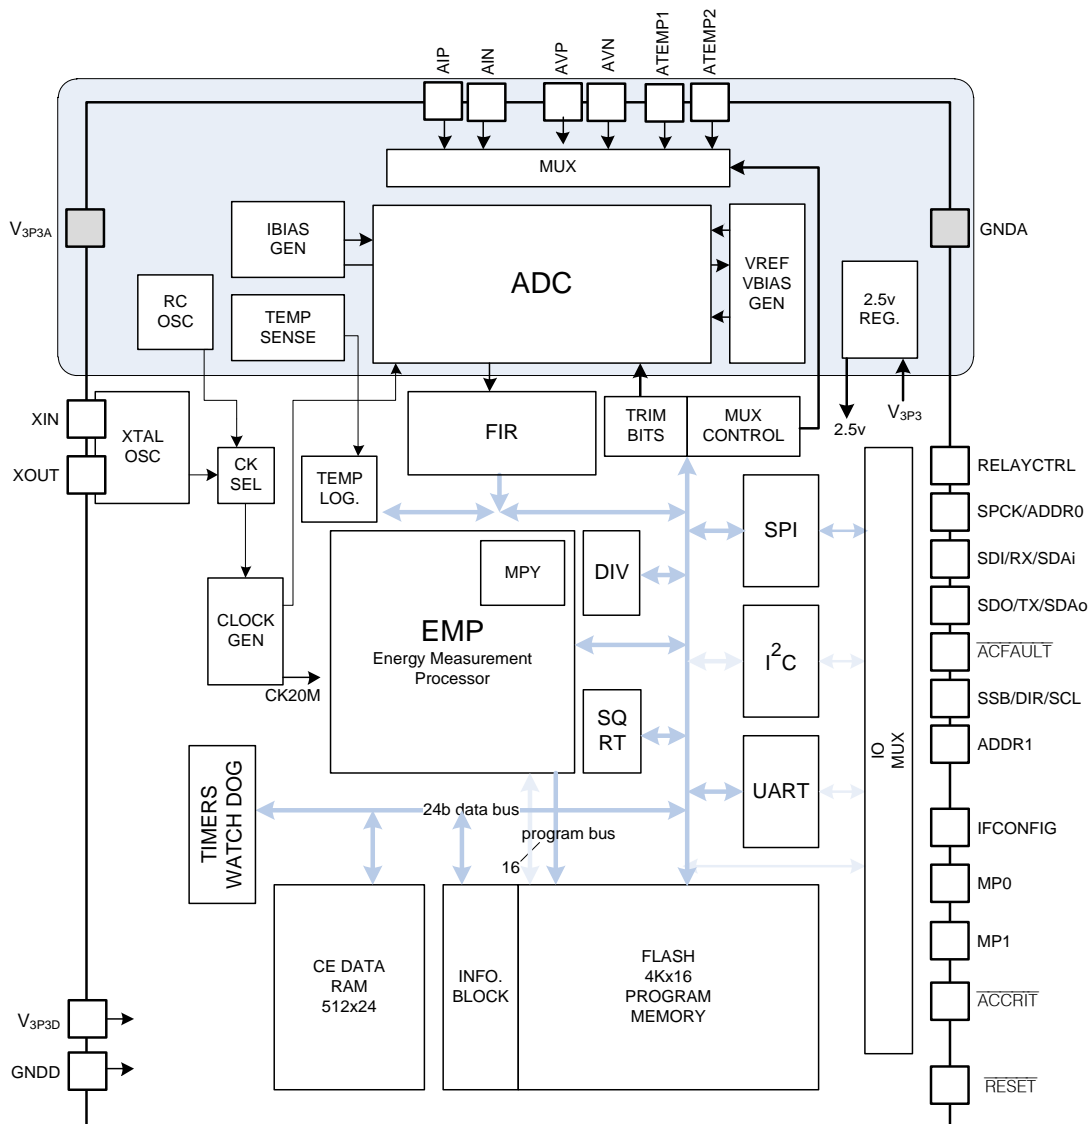 AIP
AIN
AVP
AVN
ATEMP1
ATEMP2
MUX
V3P3A
GNDA
IBIAS
GEN
ADC
VREF
VBIAS
GEN
RC
OSC
TEMP
SENSE
2.5v
REG.
XIN
XTAL
OSC
XOUT
CK
SEL
TEMP
LOG.
FIR
TRIM
BITS
MUX
CONTROL
2.5v
V3P3
RELAYCTRL
SPCK/ADDR0
SDI/RX/SDAi
SDO/TX/SDAo
ACFAULT
SSB/DIR/SCL
ADDR1
SPI
MPY
DIV
CLOCK
GEN
CK20M
EMP
Energy Measurement
Processor
I2C
SQ
RT
IO
MUX
UART
TIMERS
WATCH DOG
24b data bus
program bus
16
IFCONFIG
MP0
MP1
ACCRIT
RESET
CE DATA
RAM
512x24
INFO.
BLOCK
FLASH
4Kx16
PROGRAM
MEMORY
V3P3D
GNDD